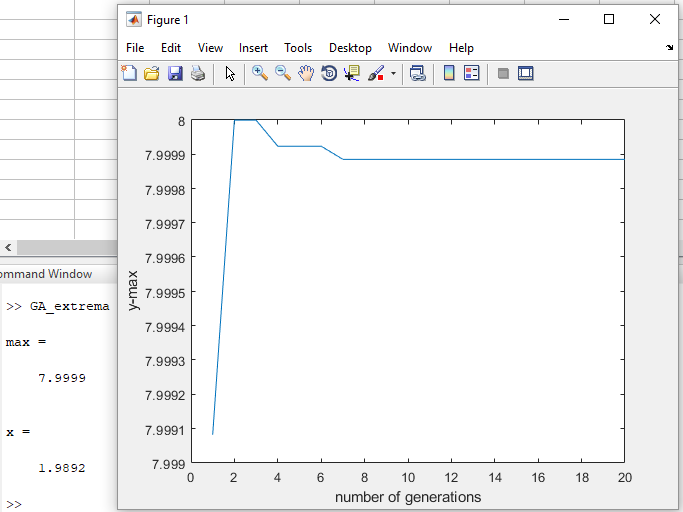 Figure 1
File Edit View Insert Tools Desktop Window Help
8
7.9999
7.9998
7.9997
7.9996
7.9995
7.9994
7.9993
7.9992
7.9991
7.999
y-max
0 2 4 6 8 10 12 14 16 18 20
number of generations
ommand Window
>> GA_extrema
max =
7.9999
x =
1.9892
>>